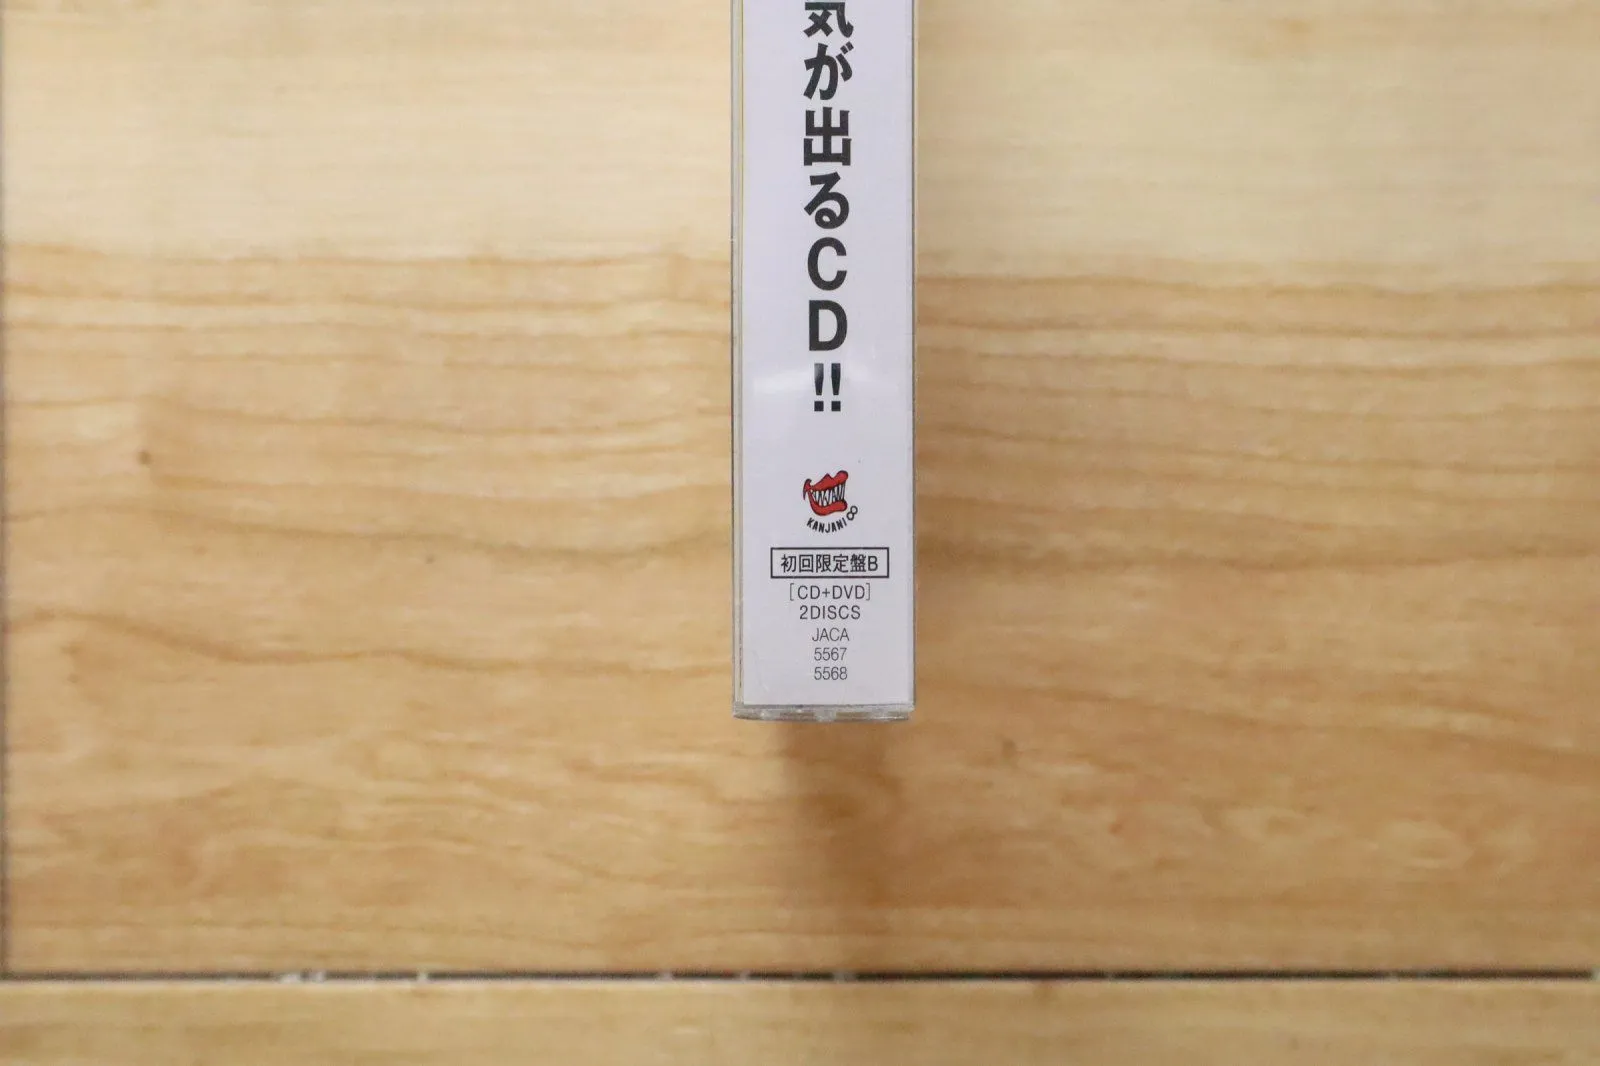 気が出るCD!!
KANJANI∞
初回限定盤B
[CD+DVD]
2DISCS
JACA
5567
5568